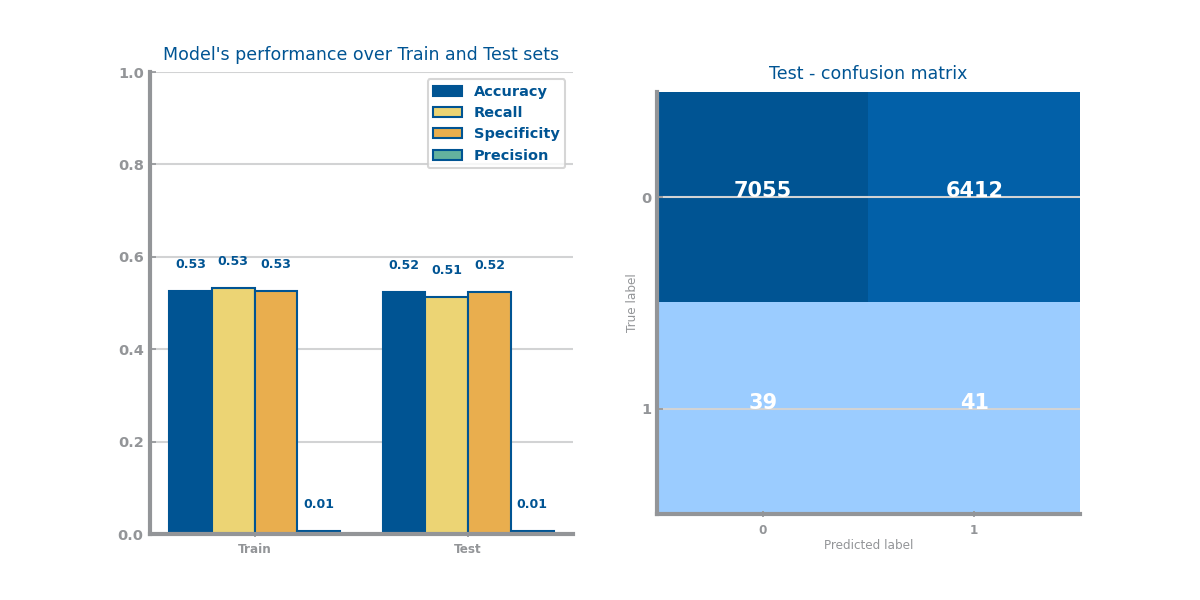 Model's performance over Train and Test sets
1.0
0.8
0.6
0.4
0.2
0.0
Accuracy
Recall
Specificity
Precision
0.53 0.53 0.53 0.01
0.52 0.51 0.52 0.01
Train Test
Test - confusion matrix
True label
0
1
7055 6412
39 41
0 1
Predicted label